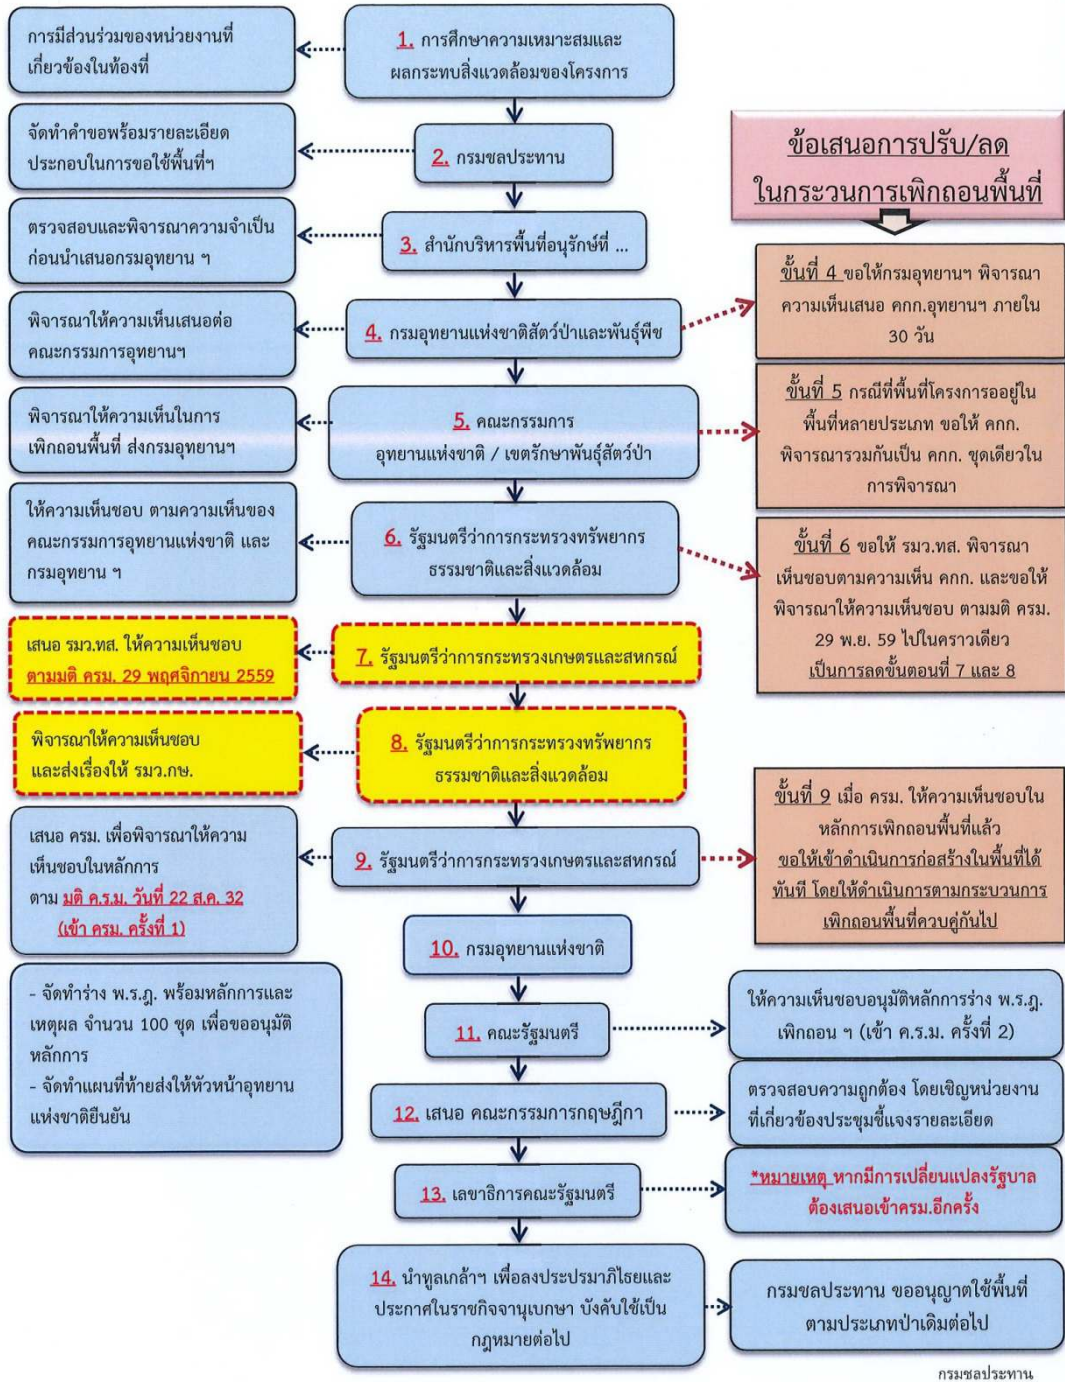 การมีส่วนร่วมของหน่วยงานที่
เกี่ยวข้องในท้องที่
1. การศึกษาความเหมาะสมและ
ผลกระทบสิ่งแวดล้อมของโครงการ
จัดทำคำขอพร้อมรายละเอียด
ประกอบในการขอใช้พื้นที่ฯ
2. กรมชลประทาน
ข้อเสนอการปรับ/ลด
ในกระวนการเพิกถอนพื้นที่
ตรวจสอบและพิจารณาความจำเป็น
ก่อนนำเสนอกรมอุทยาน ฯ
3. สำนักบริหารพื้นที่อนุรักษ์ที่ ...
พิจารณาให้ความเห็นเสนอต่อ
คณะกรรมการอุทยานฯ
4. กรมอุทยานแห่งชาติสัตว์ป่าและพันธุ์พืช
ขั้นที่ 4 ขอให้กรมอุทยานฯ พิจารณา
ความเห็นเสนอ คกก.อุทยานฯ ภายใน
30 วัน
พิจารณาให้ความเห็นในการ
เพิกถอนพื้นที่ ส่งกรมอุทยานฯ
5. คณะกรรมการ
อุทยานแห่งชาติ / เขตรักษาพันธุ์สัตว์ป่า
ขั้นที่ 5 กรณีที่พื้นที่โครงการออยู่ใน
พื้นที่หลายประเภท ขอให้ คกก.
พิจารณารวมกันเป็น คกก. ชุดเดียวใน
การพิจารณา
ให้ความเห็นชอบ ตามความเห็นของ
คณะกรรมการอุทยานแห่งชาติ และ
กรมอุทยาน ฯ
6. รัฐมนตรีว่าการกระทรวงทรัพยากร
ธรรมชาติและสิ่งแวดล้อม
ขั้นที่ 6 ขอให้ รมว.ทส. พิจารณา
เห็นชอบตามความเห็น คกก. และขอให้
พิจารณาให้ความเห็นชอบ ตามมติ ครม.
29 พ.ย. 59 ไปในคราวเดียว
เป็นการลดขั้นตอนที่ 7 และ 8
เสนอ รมว.ทส. ให้ความเห็นชอบ
ตามมติ ครม. 29 พฤศจิกายน 2559
7. รัฐมนตรีว่าการกระทรวงเกษตรและสหกรณ์
พิจารณาให้ความเห็นชอบ
และส่งเรื่องให้ รมว.กษ.
8. รัฐมนตรีว่าการกระทรวงทรัพยากร
ธรรมชาติและสิ่งแวดล้อม
เสนอ ครม. เพื่อพิจารณาให้ความ
เห็นชอบในหลักการ
ตาม มติ ค.ร.ม. วันที่ 22 ส.ค. 32
(เข้า ครม. ครั้งที่ 1)
9. รัฐมนตรีว่าการกระทรวงเกษตรและสหกรณ์
ขั้นที่ 9 เมื่อ ครม. ให้ความเห็นชอบใน
หลักการเพิกถอนพื้นที่แล้ว
ขอให้เข้าดำเนินการก่อสร้างในพื้นที่ได้
ทันที โดยให้ดำเนินการตามกระบวนการ
เพิกถอนพื้นที่ควบคู่กันไป
10. กรมอุทยานแห่งชาติ
- จัดทำร่าง พ.ร.ฎ. พร้อมหลักการและ
เหตุผล จำนวน 100 ชุด เพื่อขออนุมัติ
หลักการ
- จัดทำแผนที่ท้ายส่งให้หัวหน้าอุทยาน
แห่งชาติยืนยัน
11. คณะรัฐมนตรี
ให้ความเห็นชอบอนุมัติหลักการร่าง พ.ร.ฎ.
เพิกถอน ฯ (เข้า ค.ร.ม. ครั้งที่ 2)
12. เสนอ คณะกรรมการกฤษฎีกา
ตรวจสอบความถูกต้อง โดยเชิญหน่วยงาน
ที่เกี่ยวข้องประชุมชี้แจงรายละเอียด
13. เลขาธิการคณะรัฐมนตรี
*หมายเหตุ หากมีการเปลี่ยนแปลงรัฐบาล
ต้องเสนอเข้าครม.อีกครั้ง
14. นำทูลเกล้าฯ เพื่อลงประปรมาภิไธยและ
ประกาศในราชกิจจานุเบกษา บังคับใช้เป็น
กฎหมายต่อไป
กรมชลประทาน ขออนุญาตใช้พื้นที่
ตามประเภทป่าเดิมต่อไป
กรมชลประทาน